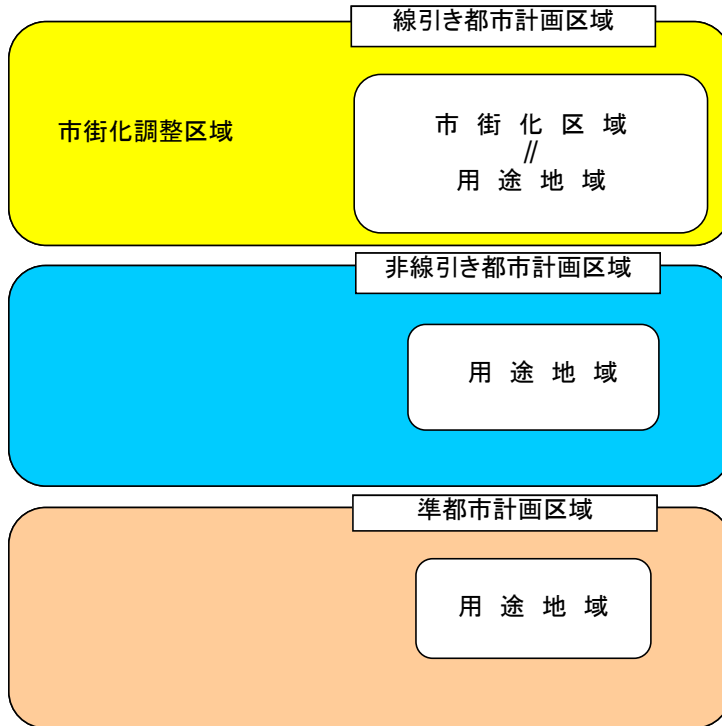 線引き都市計画区域
市街化調整区域
市 街 化 区 域
//
用 途 地 域
非線引き都市計画区域
用 途 地 域
準都市計画区域
用 途 地 域